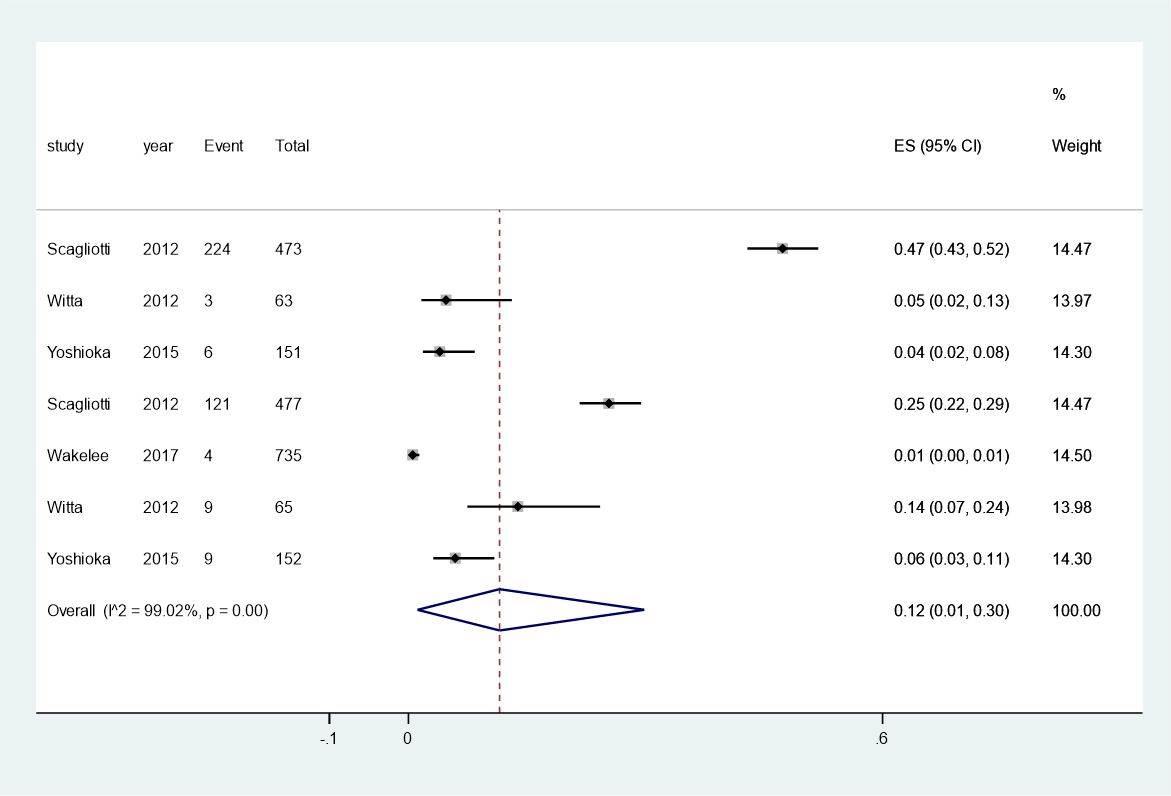 %
study year Event Total ES (95% CI) Weight
Scagliotti 2012 224 473 0.47 (0.43, 0.52) 14.47
Witta 2012 3 63 0.05 (0.02, 0.13) 13.97
Yoshioka 2015 6 151 0.04 (0.02, 0.08) 14.30
Scagliotti 2012 121 477 0.25 (0.22, 0.29) 14.47
Wakelee 2017 4 735 0.01 (0.00, 0.01) 14.50
Witta 2012 9 65 0.14 (0.07, 0.24) 13.98
Yoshioka 2015 9 152 0.06 (0.03, 0.11) 14.30
Overall (I^2 = 99.02%, p = 0.00) 0.12 (0.01, 0.30) 100.00
-.1 0 .6